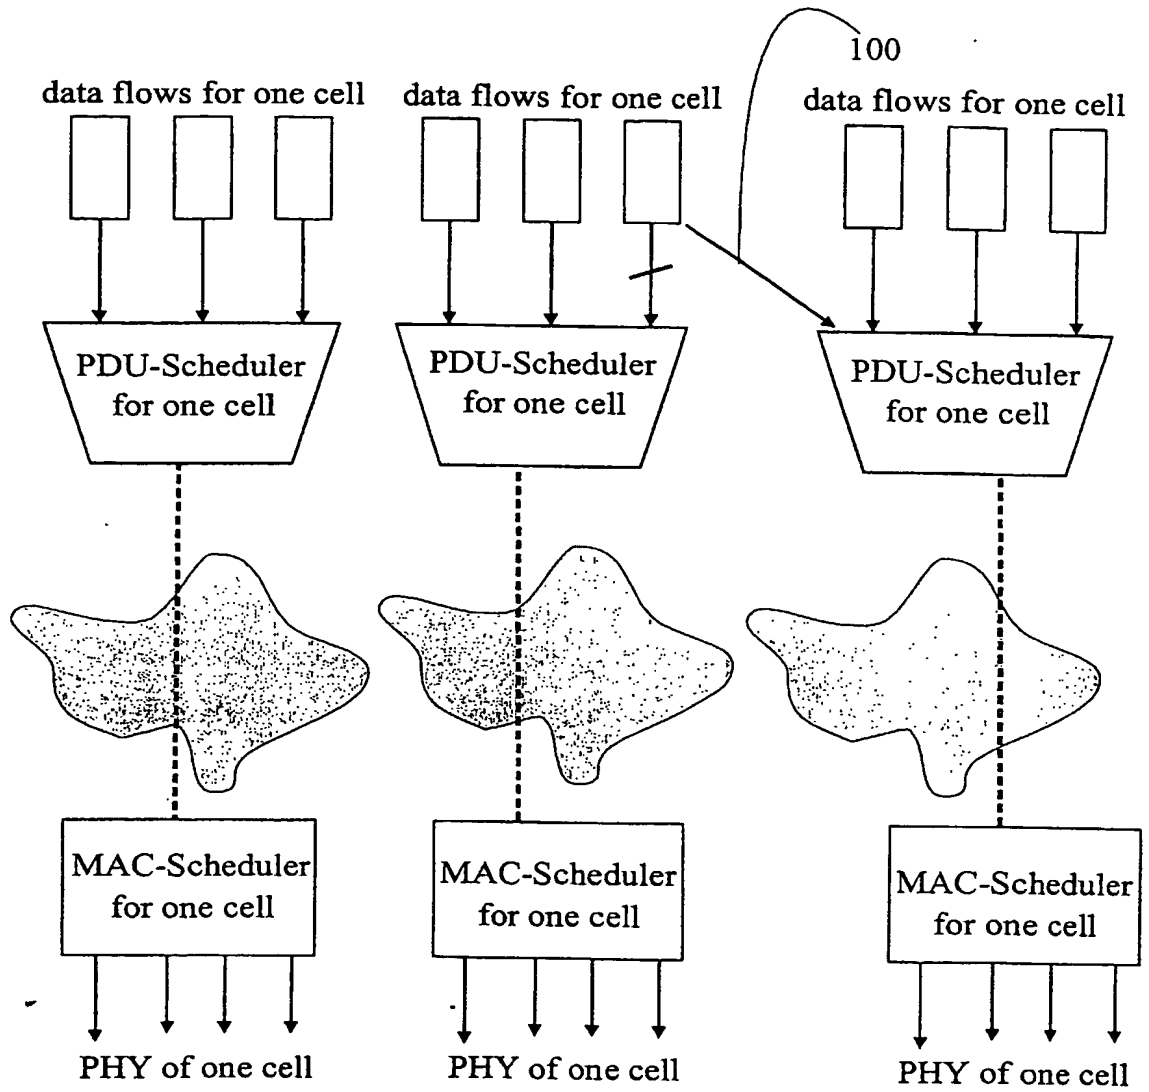 100
data flows for one cell
data flows for one cell
data flows for one cell
PDU-Scheduler
for one cell
PDU-Scheduler
for one cell
PDU-Scheduler
for one cell
MAC-Scheduler
for one cell
MAC-Scheduler
for one cell
MAC-Scheduler
for one cell
PHY of one cell
PHY of one cell
PHY of one cell